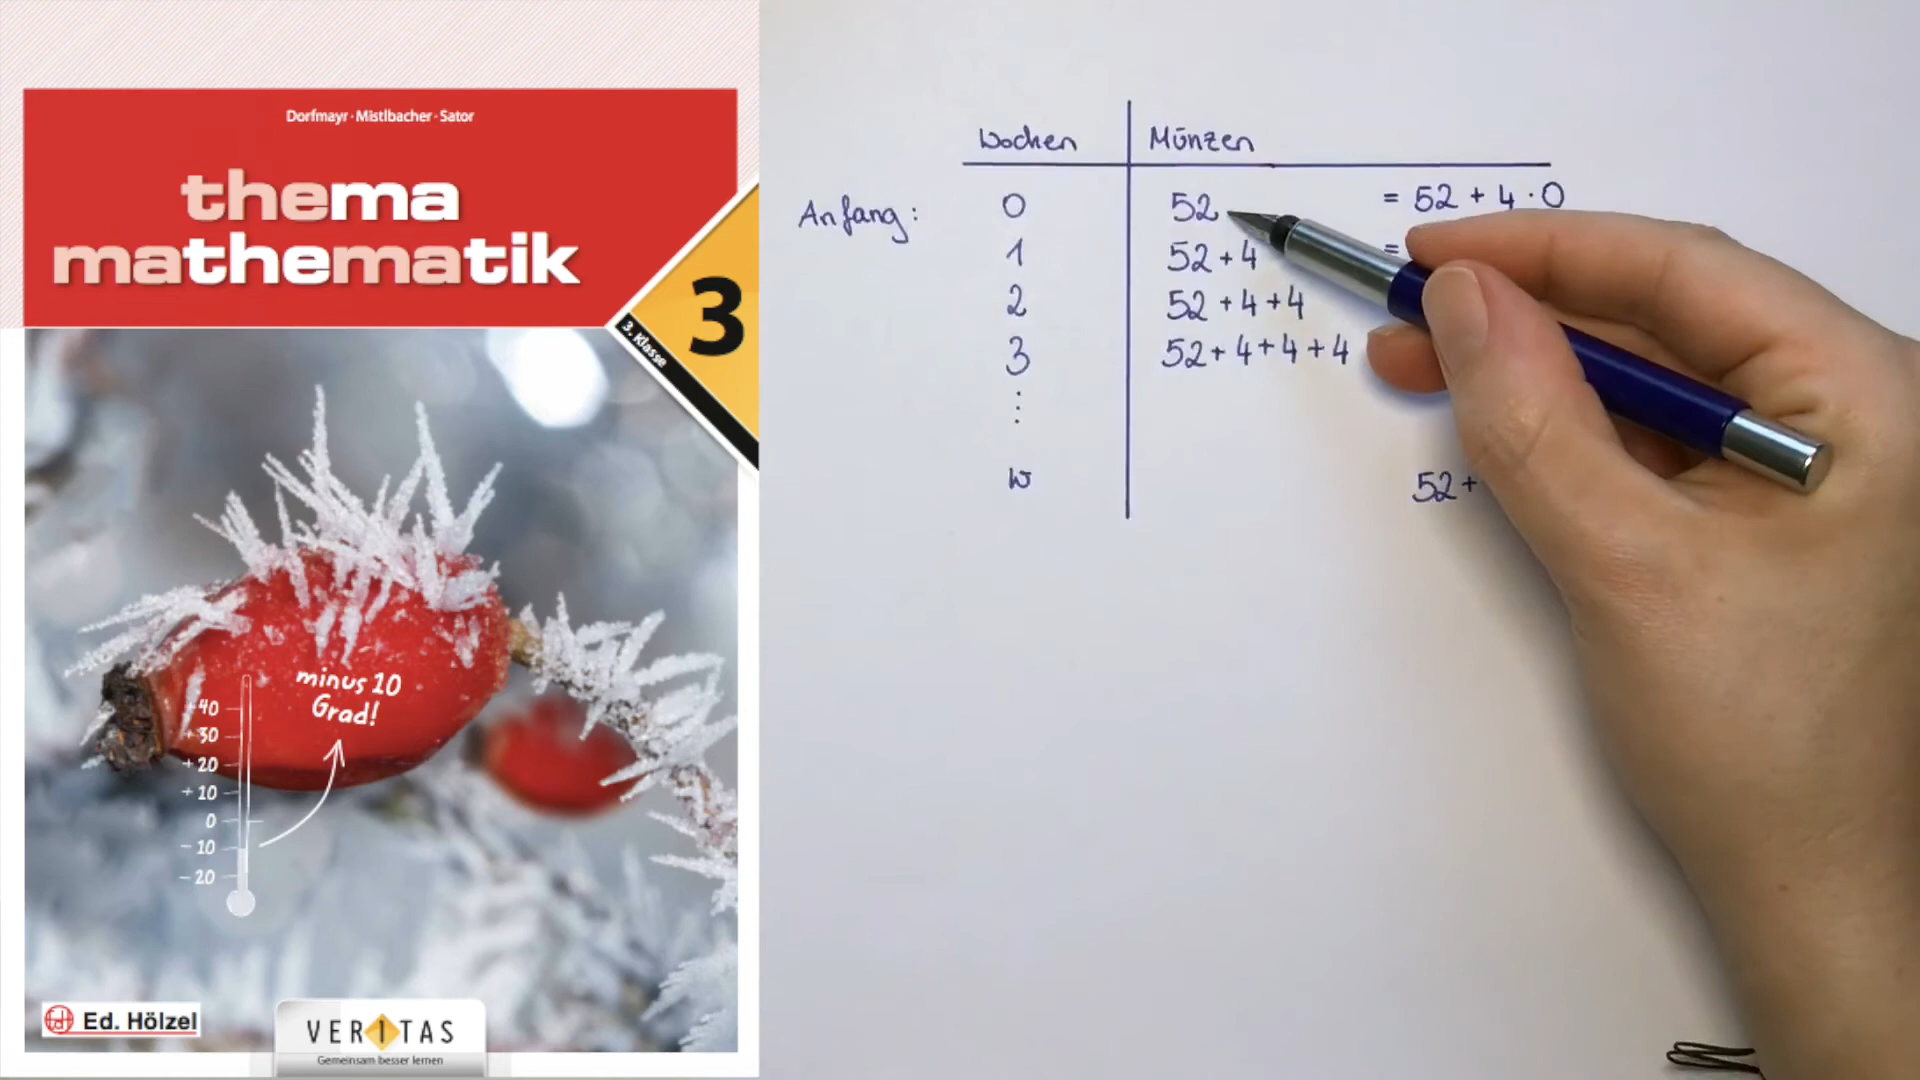 Dorfmayr · Mistlbacher · Sator
thema
mathematik
3
3. Klasse
minus 10
Grad!
+40
+30
+20
+10
0
-10
-20
Ed. Hölzel
VERITAS
Gemeinsam besser lernen
Wochen Münzen
Anfang: 0 52 = 52 + 4 · 0
1 52 + 4 =
2 52 + 4 + 4
3 52 + 4 + 4 + 4
⋮
w 52 +